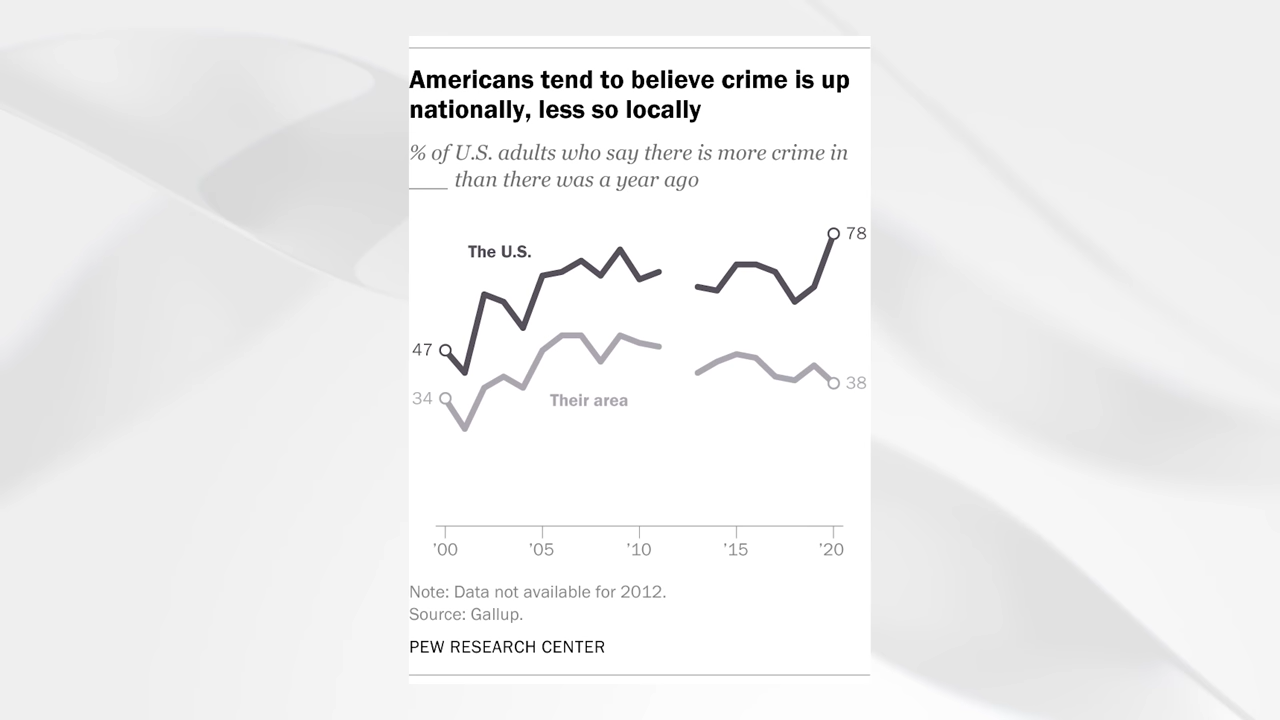 Americans tend to believe crime is up
nationally, less so locally
% of U.S. adults who say there is more crime in
____ than there was a year ago
The U.S.
78
47
34
38
Their area
’00 ’05 ’10 ’15 ’20
Note: Data not available for 2012.
Source: Gallup.
PEW RESEARCH CENTER